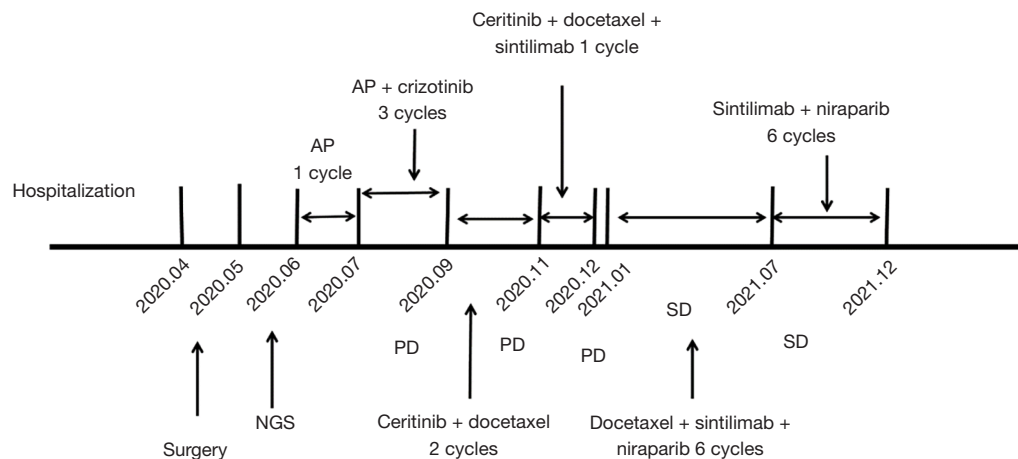 Ceritinib + docetaxel +
sintilimab 1 cycle
AP + crizotinib
3 cycles
Sintilimab + niraparib
6 cycles
AP
1 cycle
Hospitalization
2020.04
2020.05
2020.06
2020.07
2020.09
2020.11
2020.12
2021.01
2021.07
2021.12
SD
PD
PD
PD
SD
NGS
Surgery
Ceritinib + docetaxel
2 cycles
Docetaxel + sintilimab +
niraparib 6 cycles